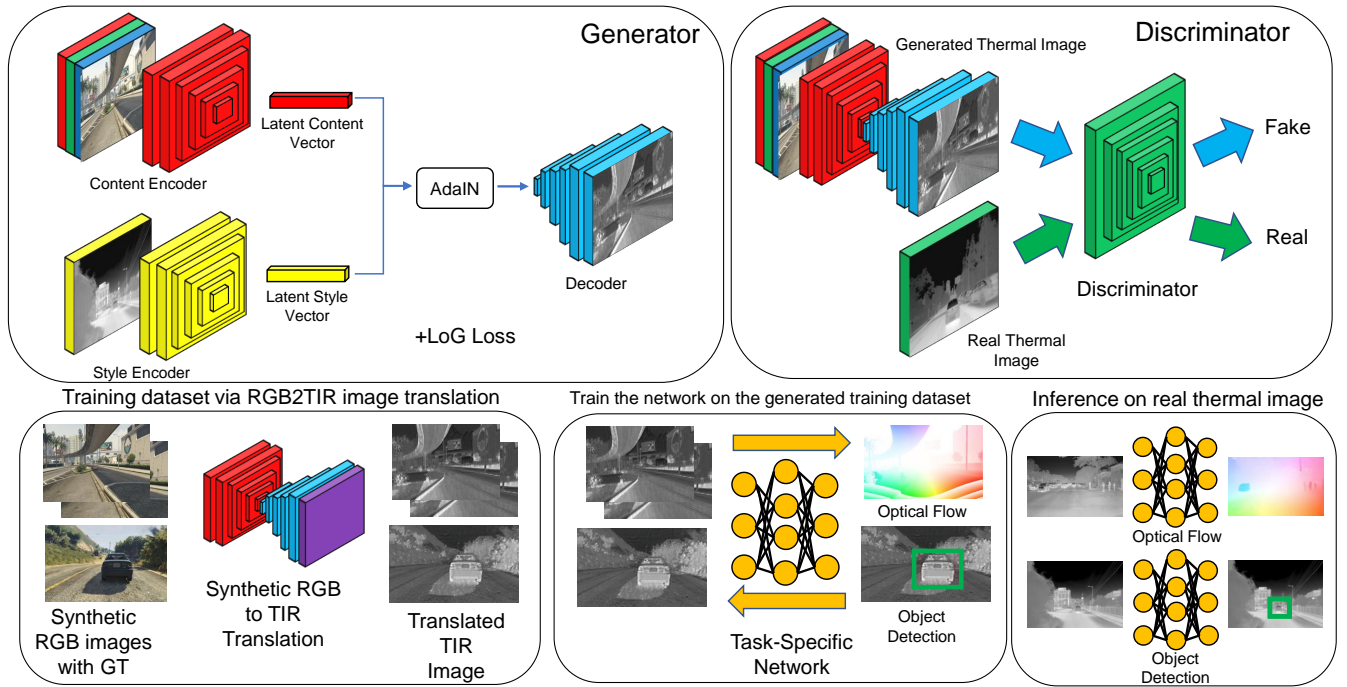 Generator
Latent Content
Vector
Content Encoder
AdaIN
Latent Style
Vector
Decoder
+LoG Loss
Style Encoder
Discriminator
Generated Thermal Image
Fake
Real
Discriminator
Real Thermal
Image
Training dataset via RGB2TIR image translation
Synthetic
RGB images
with GT
Synthetic RGB
to TIR
Translation
Translated
TIR
Image
Train the network on the generated training dataset
Optical Flow
Task-Specific
Network
Object
Detection
Inference on real thermal image
Optical Flow
Object
Detection